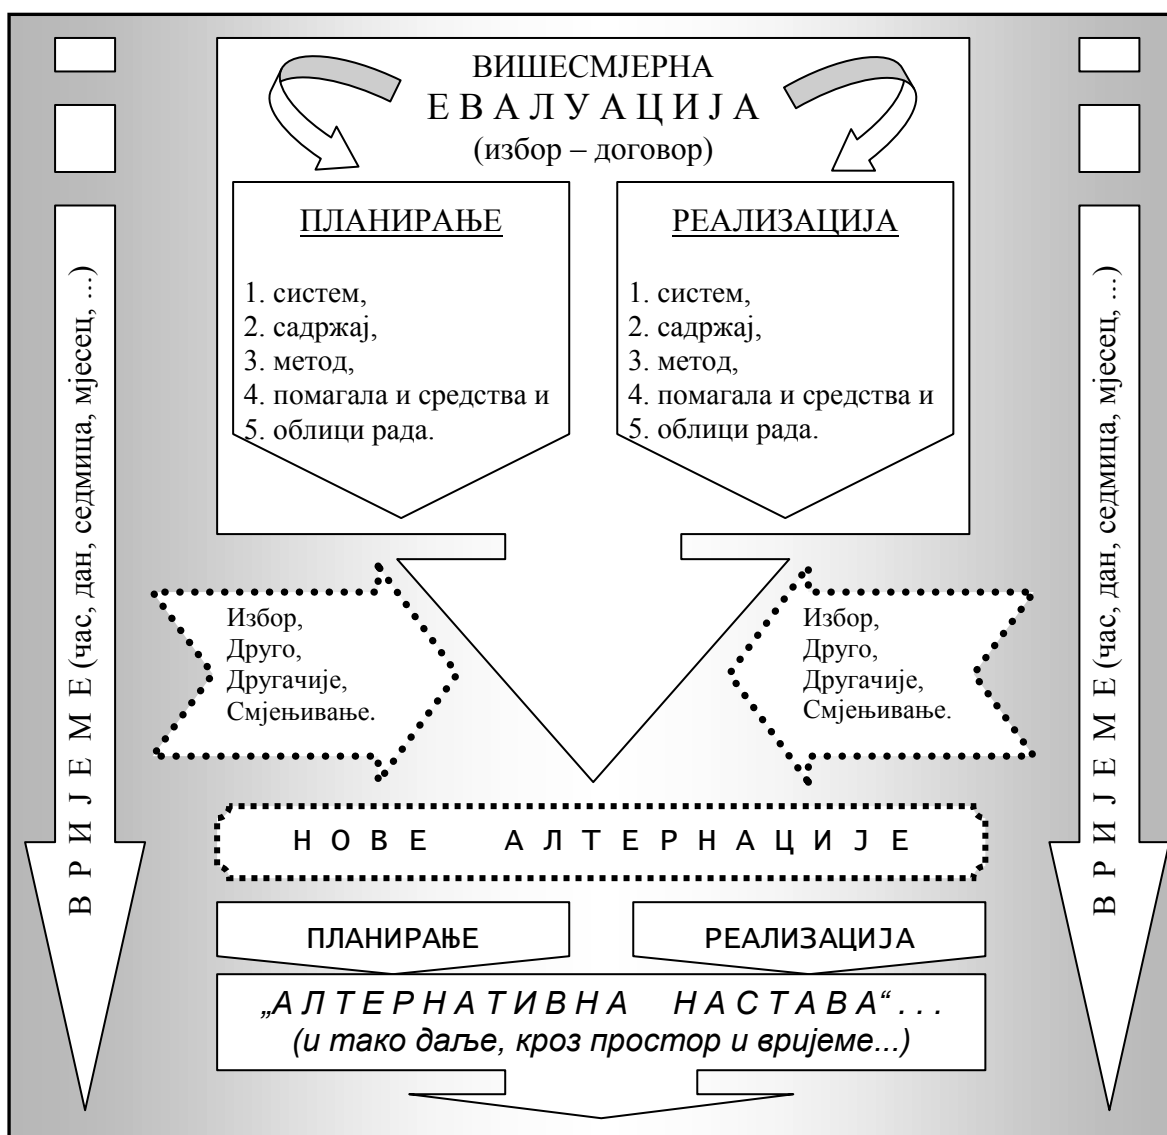 ВИШЕСМЈЕРНА
Е В А Л У А Ц И Ј А
(избор – договор)
ПЛАНИРАЊЕ
1. систем,
2. садржај,
3. метод,
4. помагала и средства и
5. облици рада.
РЕАЛИЗАЦИЈА
1. систем,
2. садржај,
3. метод,
4. помагала и средства и
5. облици рада.
В Р И Ј Е М Е (час, дан, седмица, мјесец, ...)
В Р И Ј Е М Е (час, дан, седмица, мјесец, ...)
Избор,
Друго,
Другачије,
Смјењивање.
Избор,
Друго,
Другачије,
Смјењивање.
Н О В Е А Л Т Е Р Н А Ц И Ј Е
ПЛАНИРАЊЕ
РЕАЛИЗАЦИЈА
„А Л Т Е Р Н А Т И В Н А Н А С Т А В А“ . . .
(и тако даље, кроз простор и вријеме...)